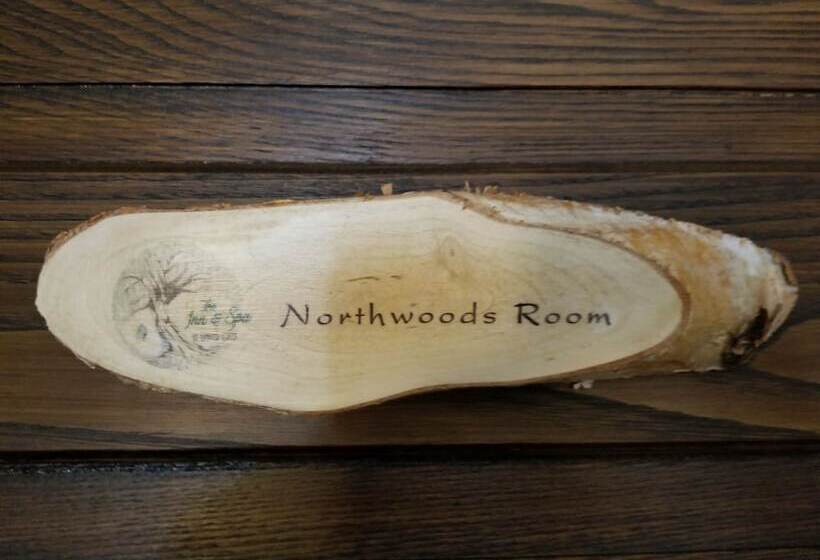 The
Inn & Spa
Northwoods Room